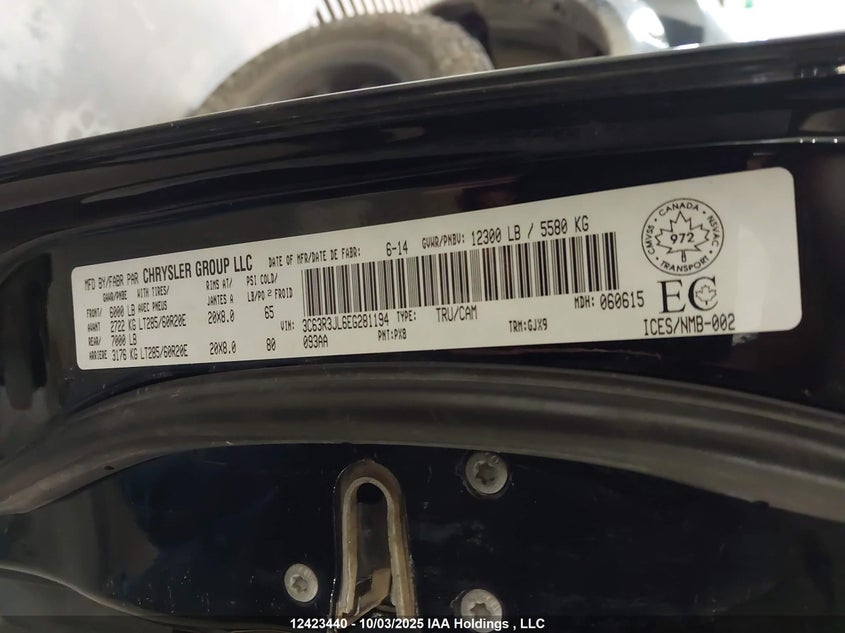 MFD BY/FABR PAR CHRYSLER GROUP LLC DATE OF MFR/DATE DE FABR: 6-14 GVWR/PNBV: 12300 LB / 5580 KG
GAWR/PNBE WITH TIRES/ RIMS AT/ PSI COLD/
AVEC PNEUS JANTES A LB/PO² FROID
FRONT/ 6000 LB
AVANT 2722 KG LT285/60R20E 20X8.0 65
REAR/ 7000 LB
ARRIERE 3176 KG LT285/60R20E 20X8.0 80
VIN: 3C63R3JL6EG281194 TYPE: TRU/CAM MDH: 060615
093AA PNT:PX8 TRM:GJX9
CANADA
CMVSS NSVAC
972
TRANSPORT
EC
ICES/NMB-002
12423440 - 10/03/2025 IAA Holdings , LLC